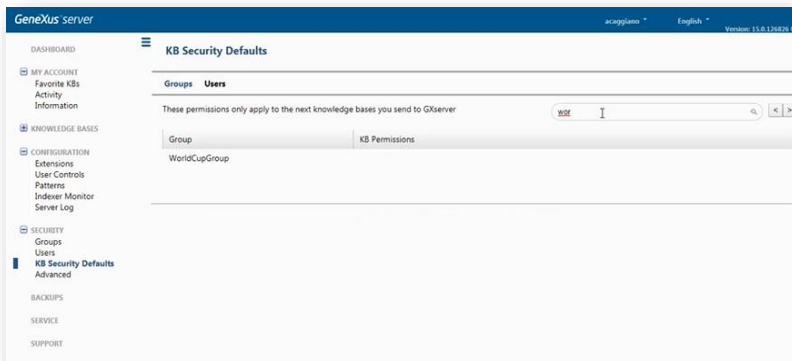 GeneXus server
acaggiano
English
Version: 15.0.126826
DASHBOARD
MY ACCOUNT
Favorite KBs
Activity
Information
KNOWLEDGE BASES
CONFIGURATION
Extensions
User Controls
Patterns
Indexer Monitor
Server Log
SECURITY
Groups
Users
KB Security Defaults
Advanced
BACKUPS
SERVICE
SUPPORT
KB Security Defaults
Groups Users
These permissions only apply to the next knowledge bases you send to GXserver
wor
< >
Group KB Permissions
WorldCupGroup